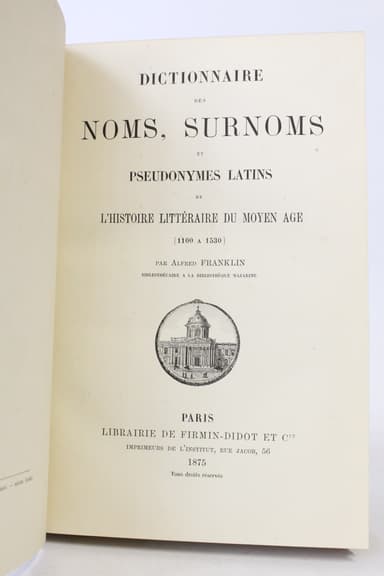 DICTIONNAIRE
DES
NOMS, SURNOMS
ET
PSEUDONYMES LATINS
DE
L'HISTOIRE LITTÉRAIRE DU MOYEN AGE
(1100 A 1530)
PAR ALFRED FRANKLIN
BIBLIOTHÉCAIRE A LA BIBLIOTHÈQUE MAZARINE
PARIS
LIBRAIRIE DE FIRMIN-DIDOT ET Cie
IMPRIMEURS DE L'INSTITUT, RUE JACOB, 56
1875
Tous droits réservés